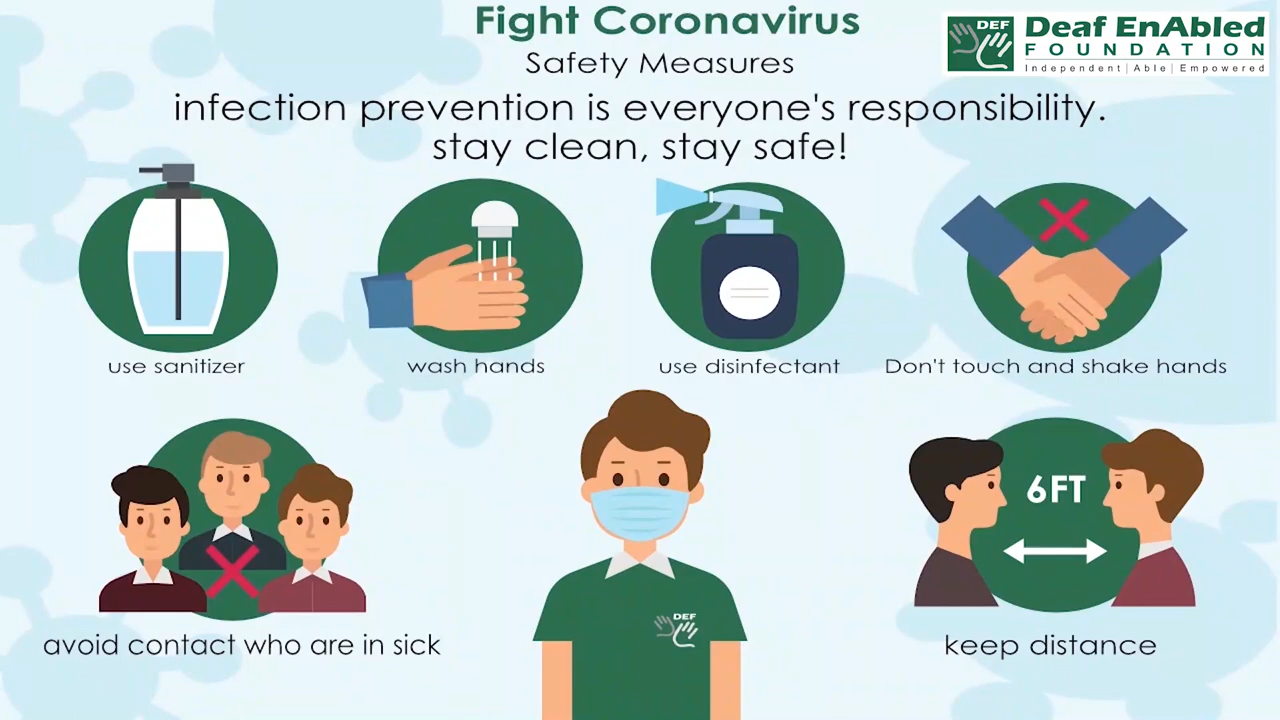 Fight Coronavirus
Safety Measures
DEF
Deaf EnAbled
FOUNDATION
Independent | Able | Empowered
infection prevention is everyone's responsibility.
stay clean, stay safe!
use sanitizer
wash hands
use disinfectant
Don't touch and shake hands
6FT
DEF
avoid contact who are in sick
keep distance